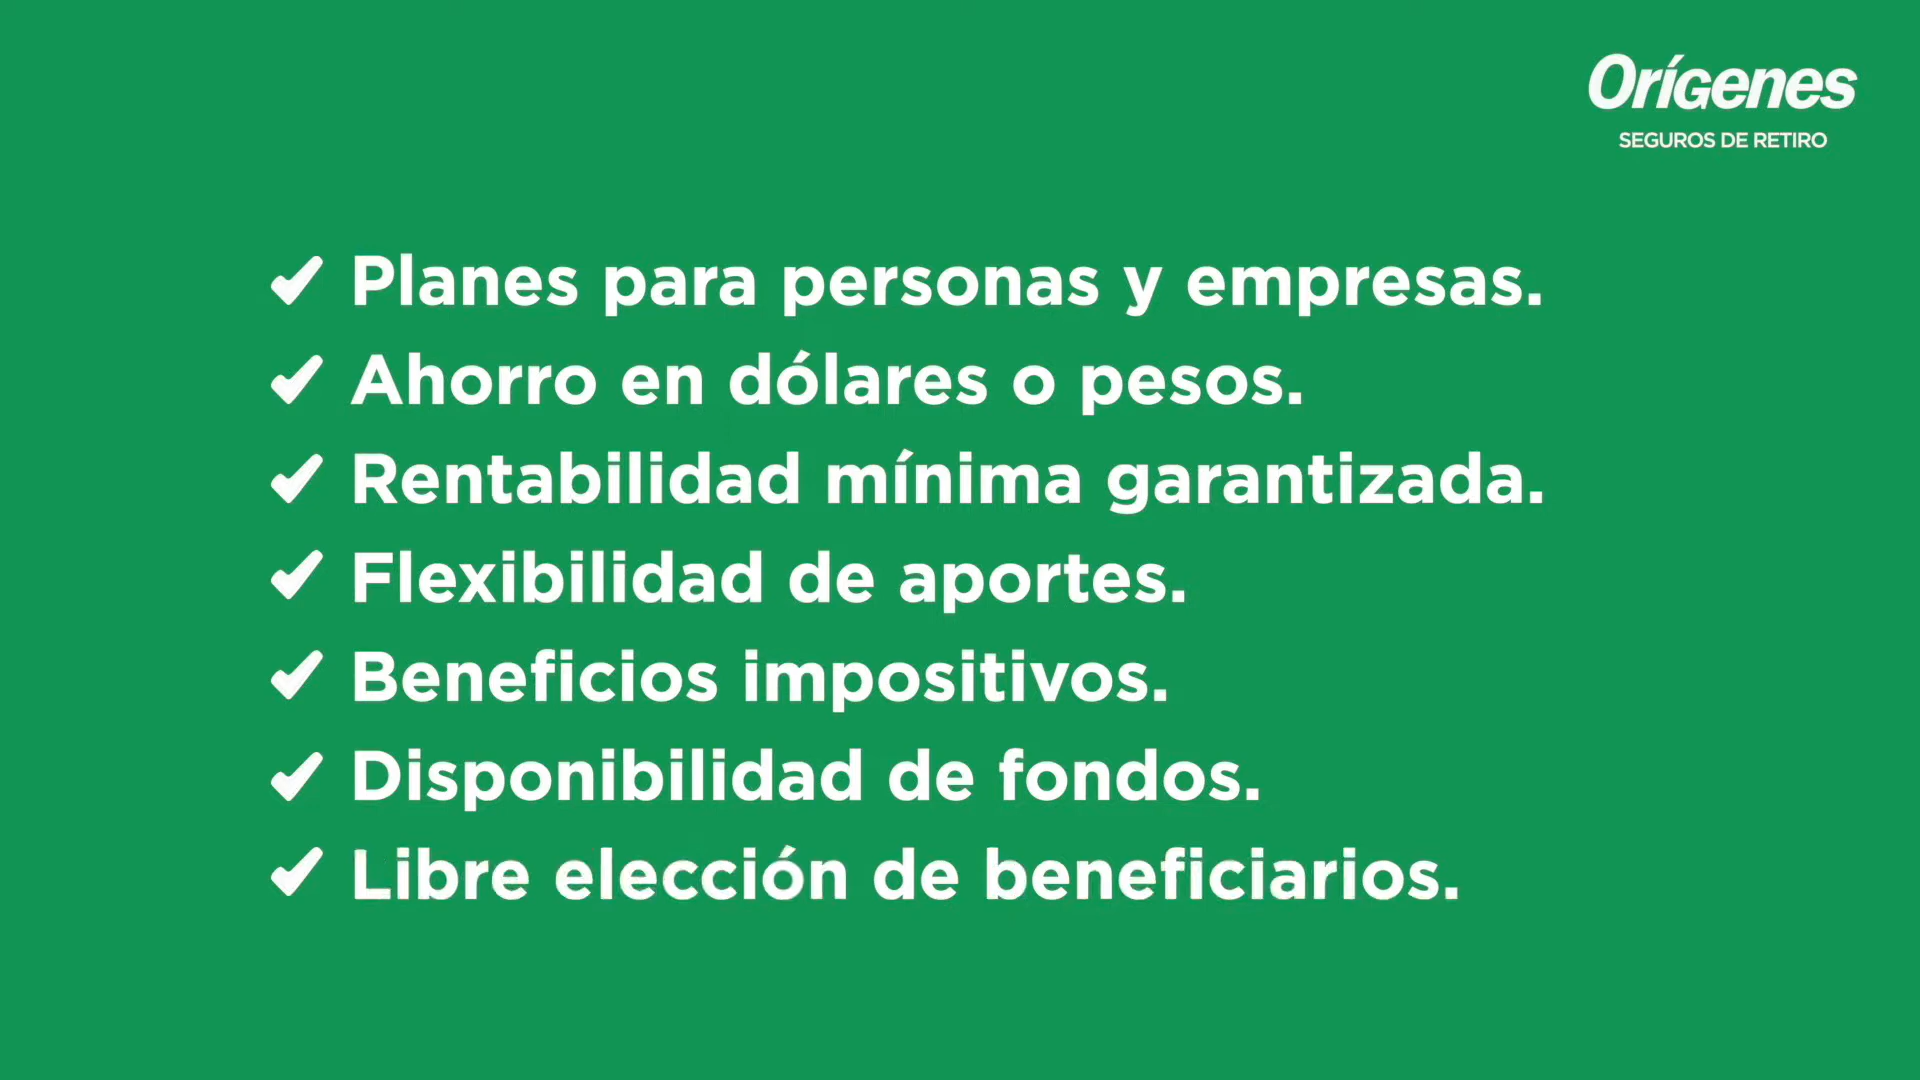 Orígenes
SEGUROS DE RETIRO
Planes para personas y empresas.
Ahorro en dólares o pesos.
Rentabilidad mínima garantizada.
Flexibilidad de aportes.
Beneficios impositivos.
Disponibilidad de fondos.
Libre elección de beneficiarios.